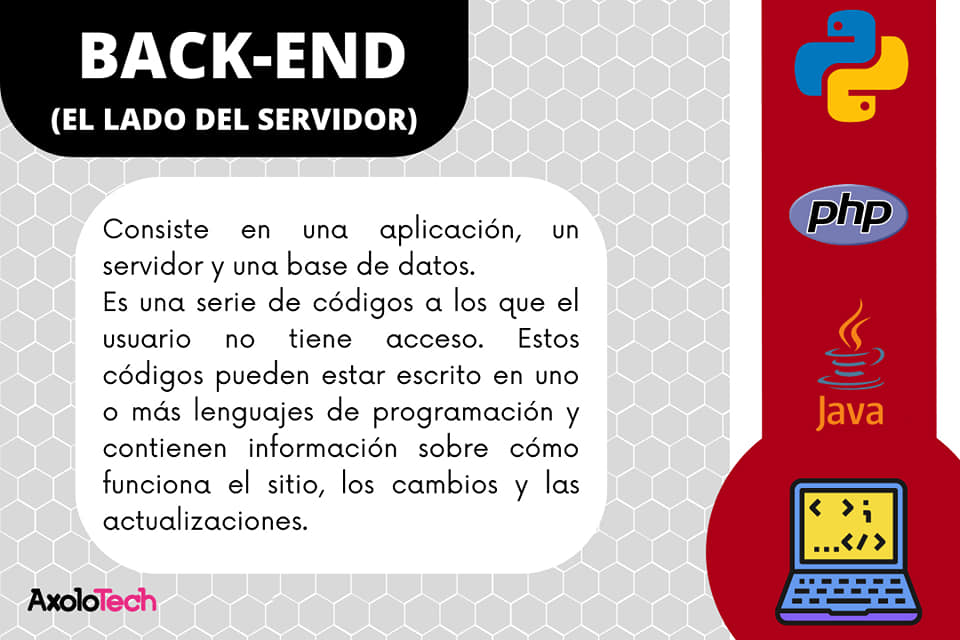 BACK-END
(EL LADO DEL SERVIDOR)
Consiste en una aplicación, un
servidor y una base de datos.
Es una serie de códigos a los que el
usuario no tiene acceso. Estos
códigos pueden estar escrito en uno
o más lenguajes de programación y
contienen información sobre cómo
funciona el sitio, los cambios y las
actualizaciones.
php
Java
< > ;
...</>
AxoloTech